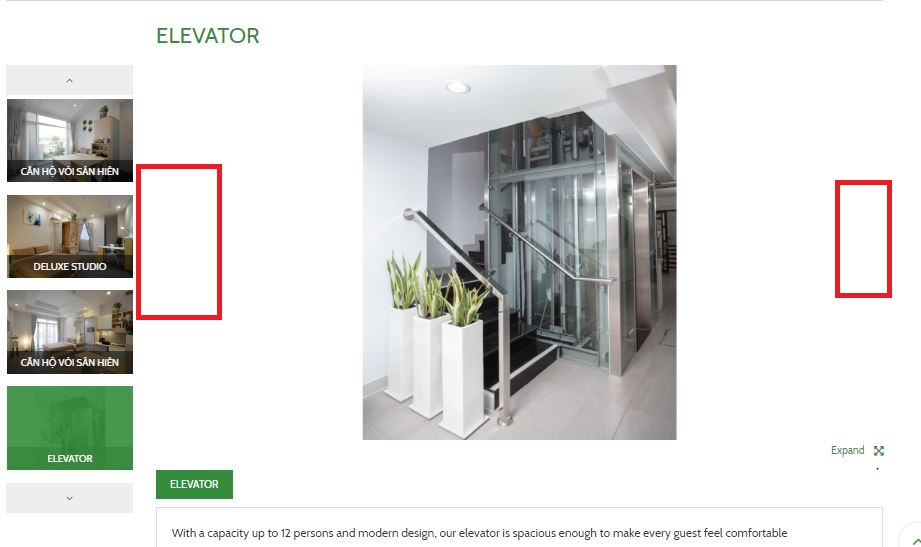 ELEVATOR
CĂN HỘ VỚI SÂN HIÊN
DELUXE STUDIO
CĂN HỘ VỚI SÂN HIÊN
ELEVATOR
Expand
ELEVATOR
With a capacity up to 12 persons and modern design, our elevator is spacious enough to make every guest feel comfortable